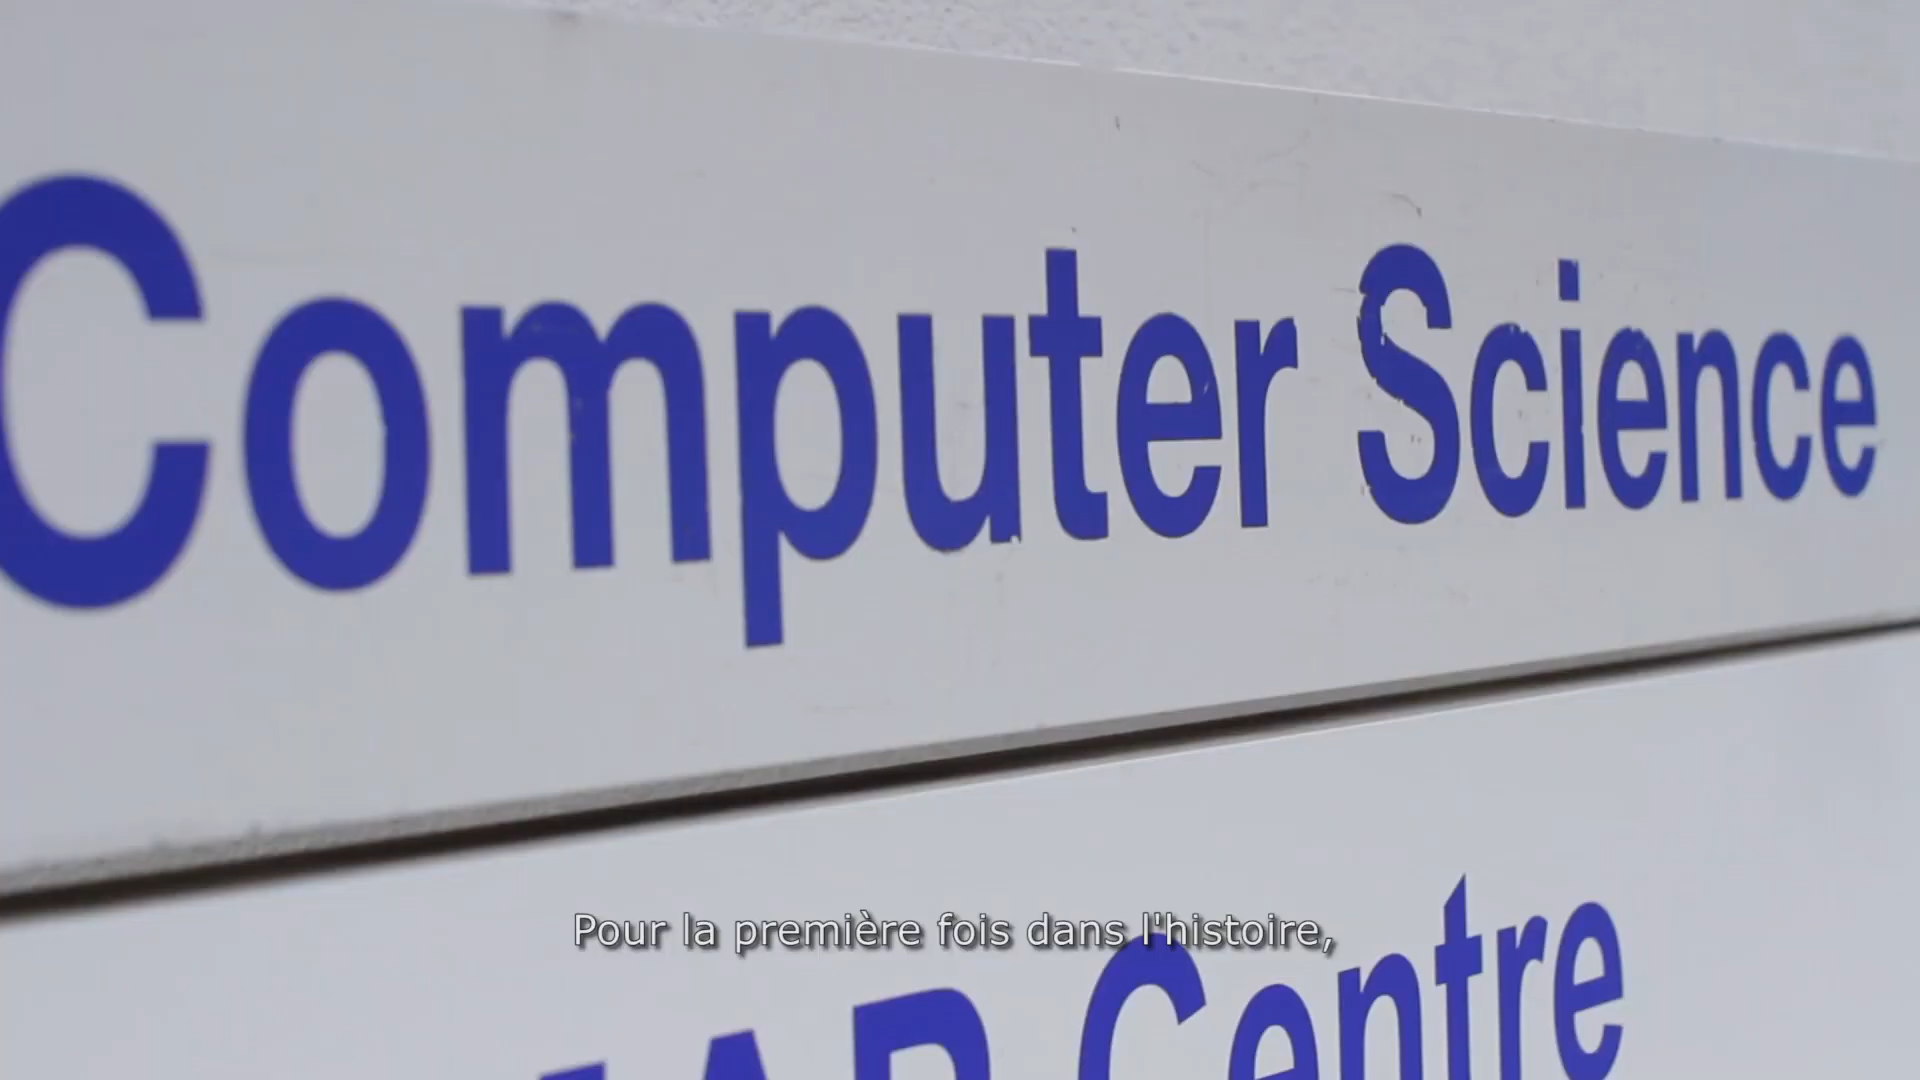 Computer Science
Pour la première fois dans l'histoire,
Centre